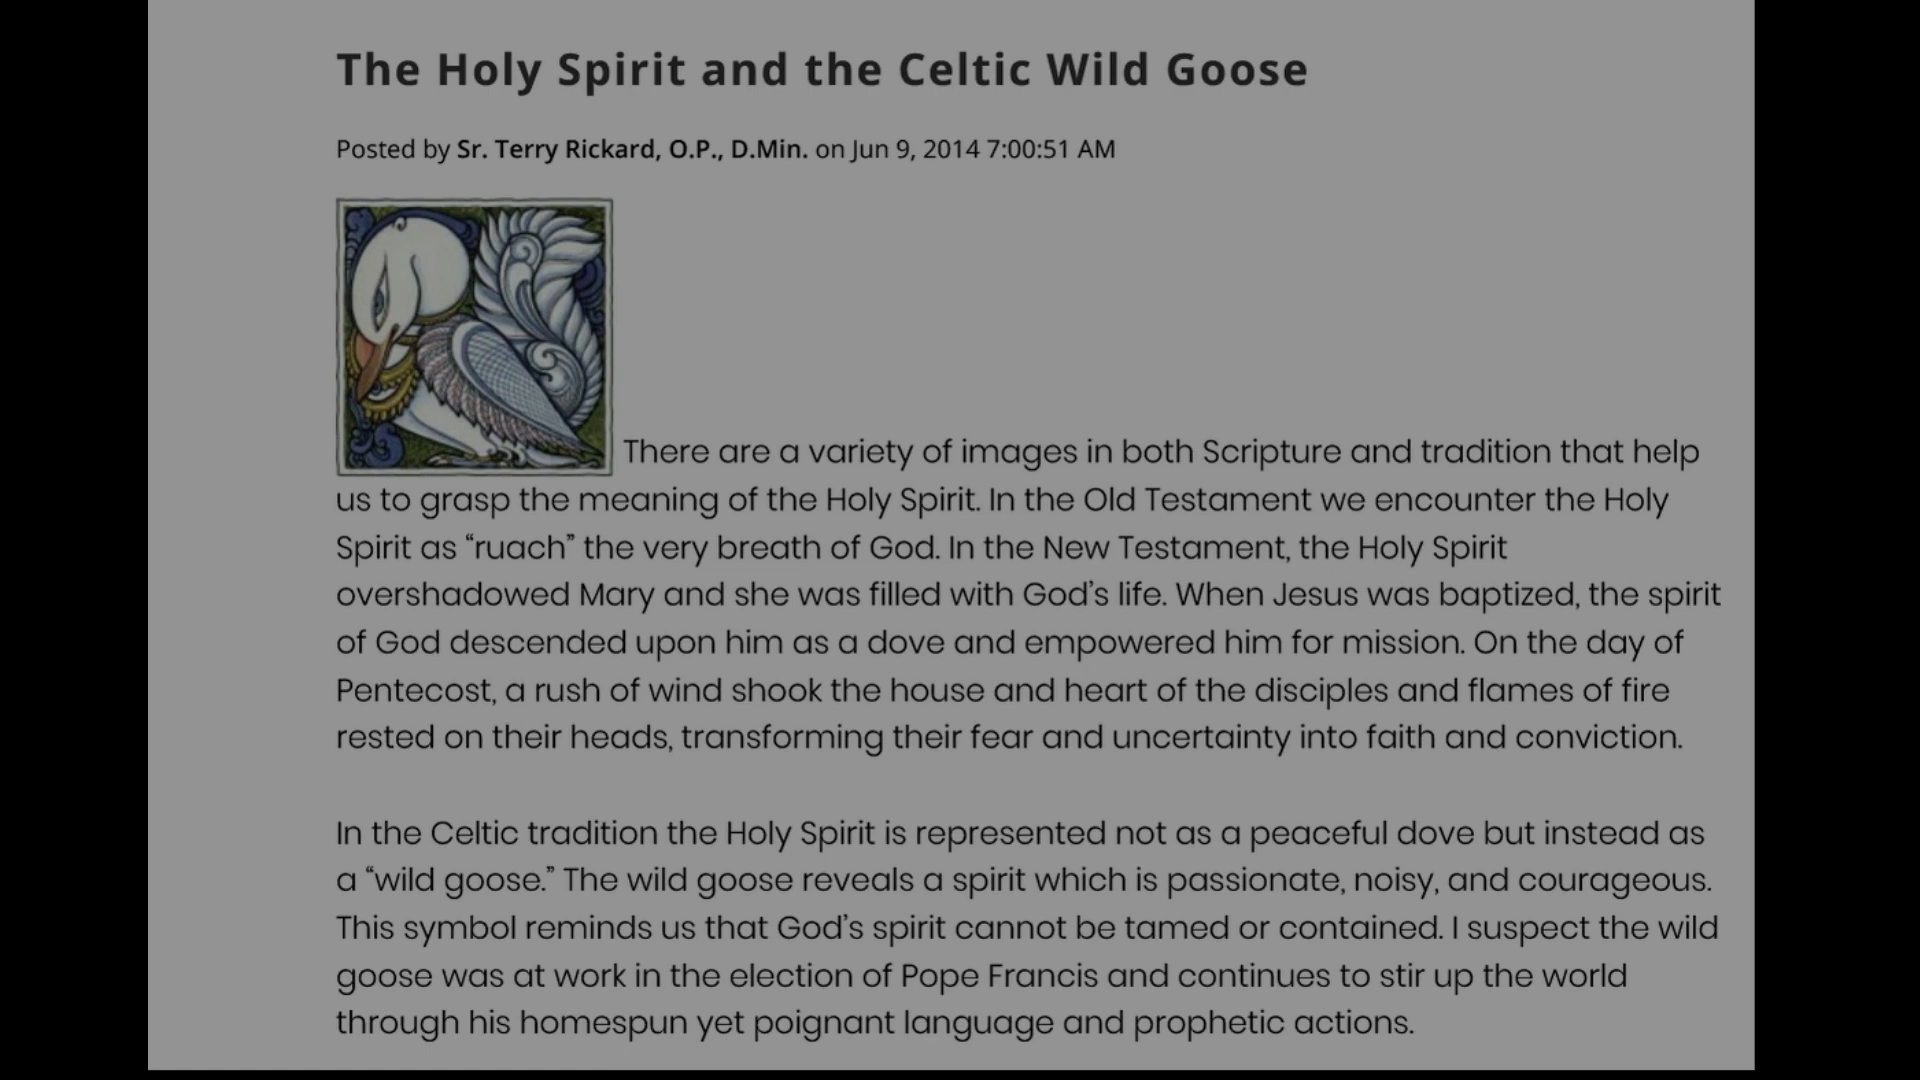 The Holy Spirit and the Celtic Wild Goose
Posted by Sr. Terry Rickard, O.P., D.Min. on Jun 9, 2014 7:00:51 AM
There are a variety of images in both Scripture and tradition that help
us to grasp the meaning of the Holy Spirit. In the Old Testament we encounter the Holy
Spirit as “ruach” the very breath of God. In the New Testament, the Holy Spirit
overshadowed Mary and she was filled with God’s life. When Jesus was baptized, the spirit
of God descended upon him as a dove and empowered him for mission. On the day of
Pentecost, a rush of wind shook the house and heart of the disciples and flames of fire
rested on their heads, transforming their fear and uncertainty into faith and conviction.
In the Celtic tradition the Holy Spirit is represented not as a peaceful dove but instead as
a “wild goose.” The wild goose reveals a spirit which is passionate, noisy, and courageous.
This symbol reminds us that God’s spirit cannot be tamed or contained. I suspect the wild
goose was at work in the election of Pope Francis and continues to stir up the world
through his homespun yet poignant language and prophetic actions.